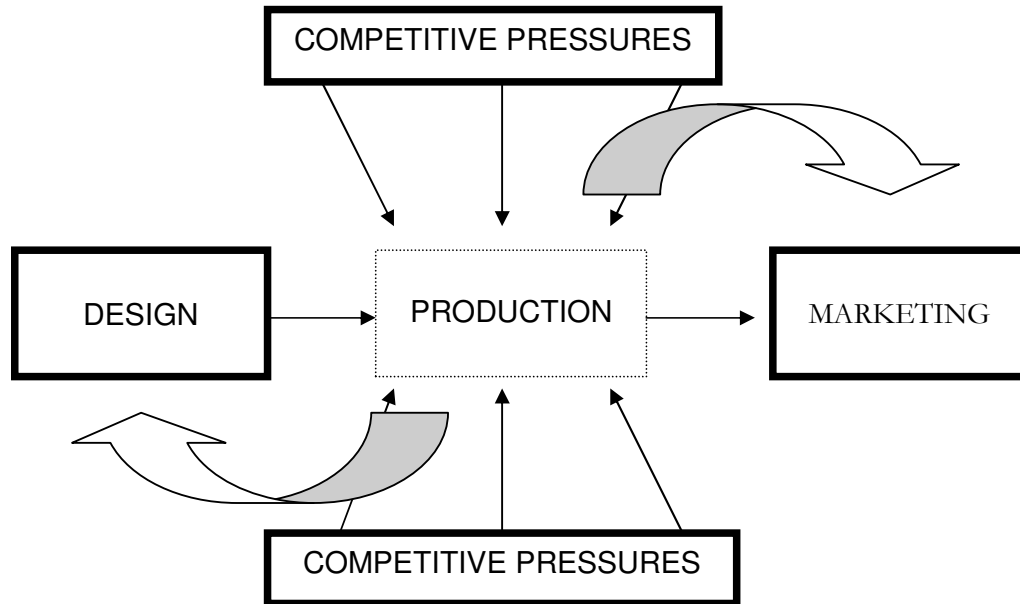 COMPETITIVE PRESSURES
DESIGN
PRODUCTION
MARKETING
COMPETITIVE PRESSURES